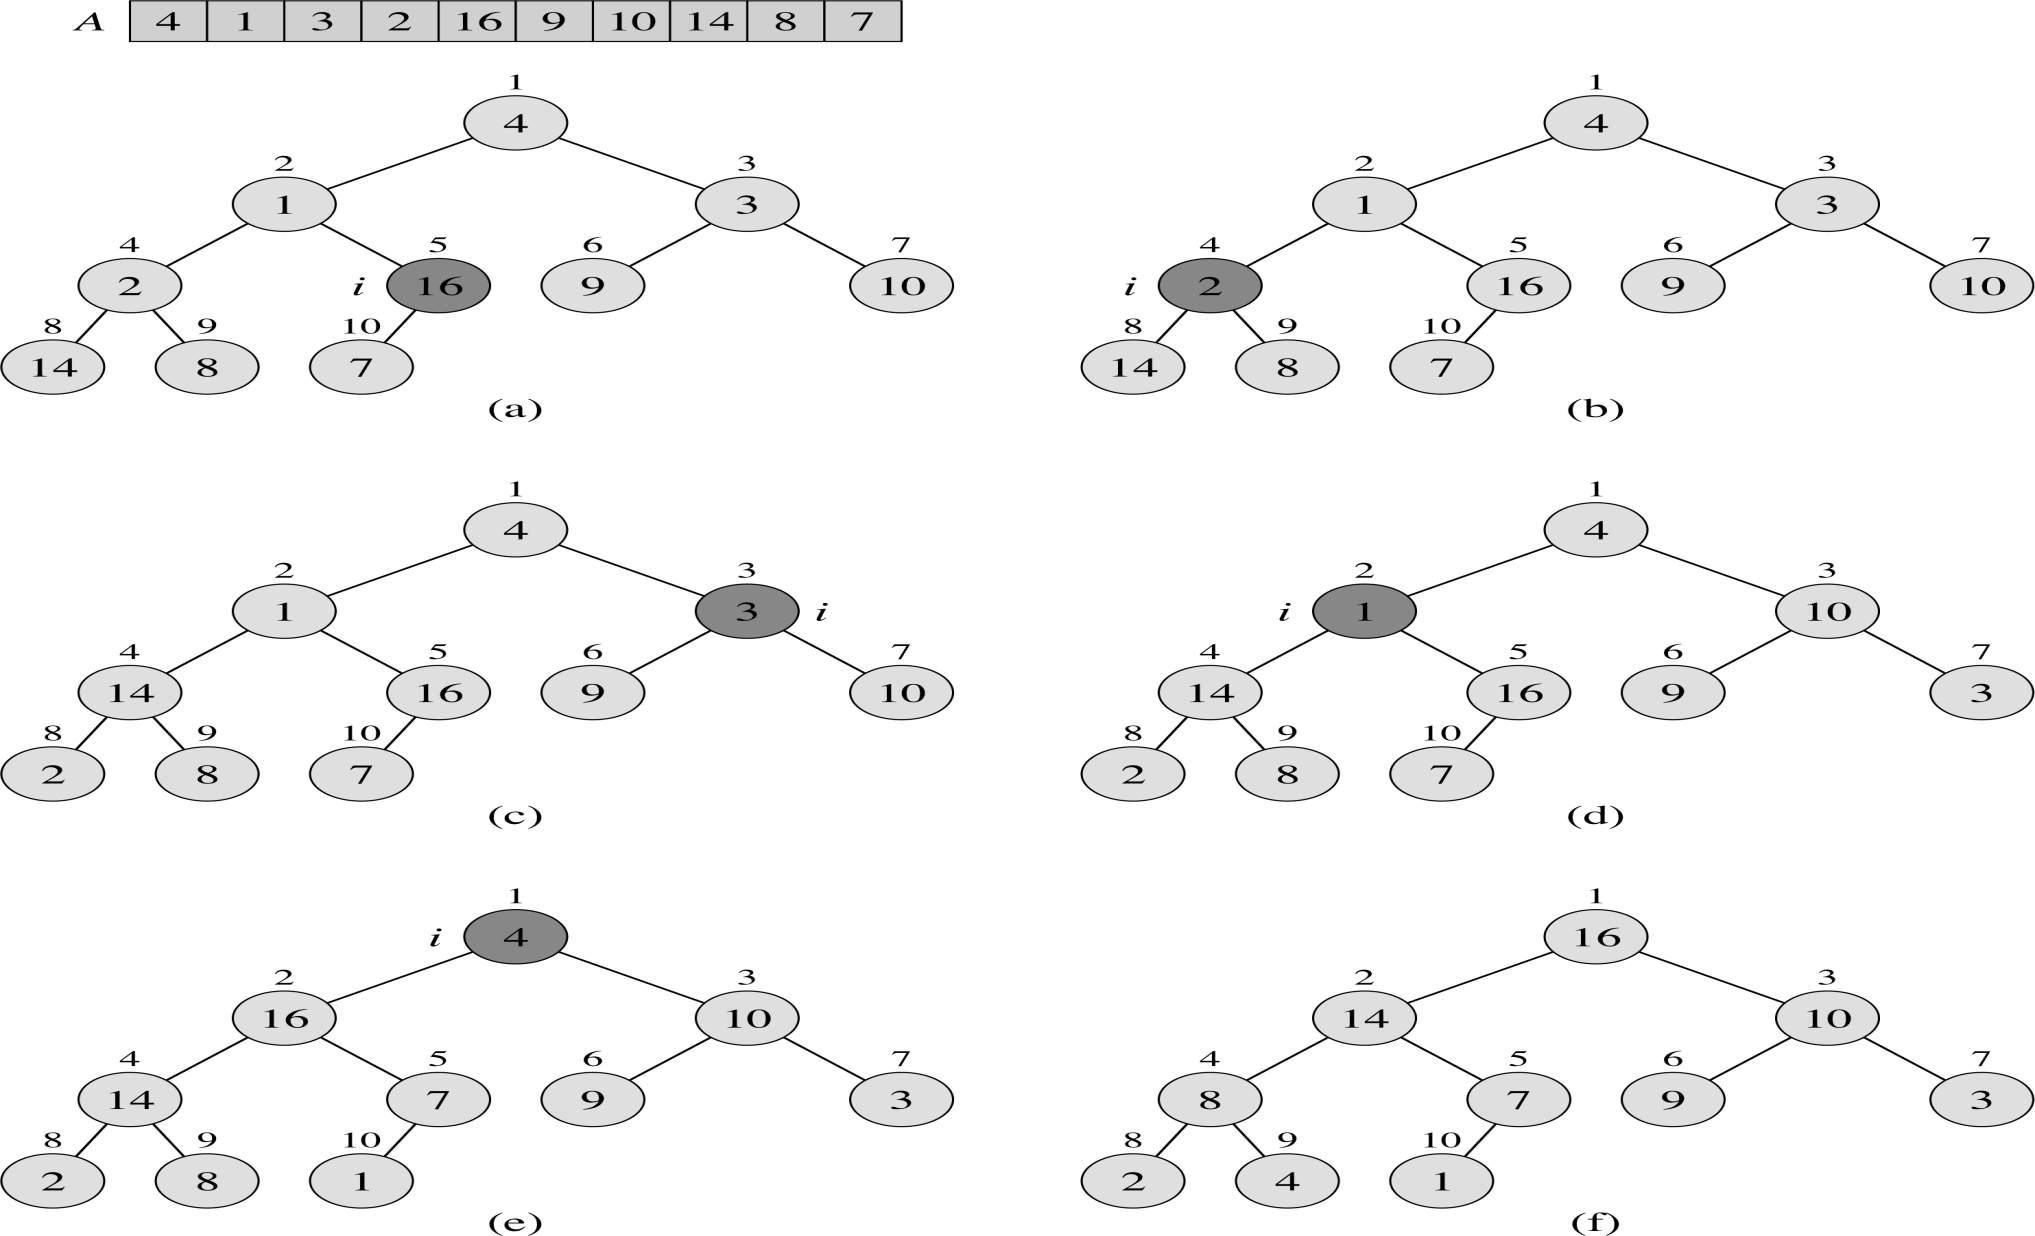 A 4 1 3 2 16 9 10 14 8 7
1 1
4 4
2 3 2 3
1 3 1 3
4 5 6 7 4 5 6 7
2 i 16 9 10 i 2 16 9 10
8 9 10 8 9 10
14 8 7 14 8 7
(a) (b)
1 1
4 4
2 3 2 3
1 3 i i 1 10
4 5 6 7 4 5 6 7
14 16 9 10 14 16 9 3
8 9 10 8 9 10
2 8 7 2 8 7
(c) (d)
1 1
i 4 16
2 3 2 3
16 10 14 10
4 5 6 7 4 5 6 7
14 7 9 3 8 7 9 3
8 9 10 8 9 10
2 8 1 2 4 1
(e) (f)